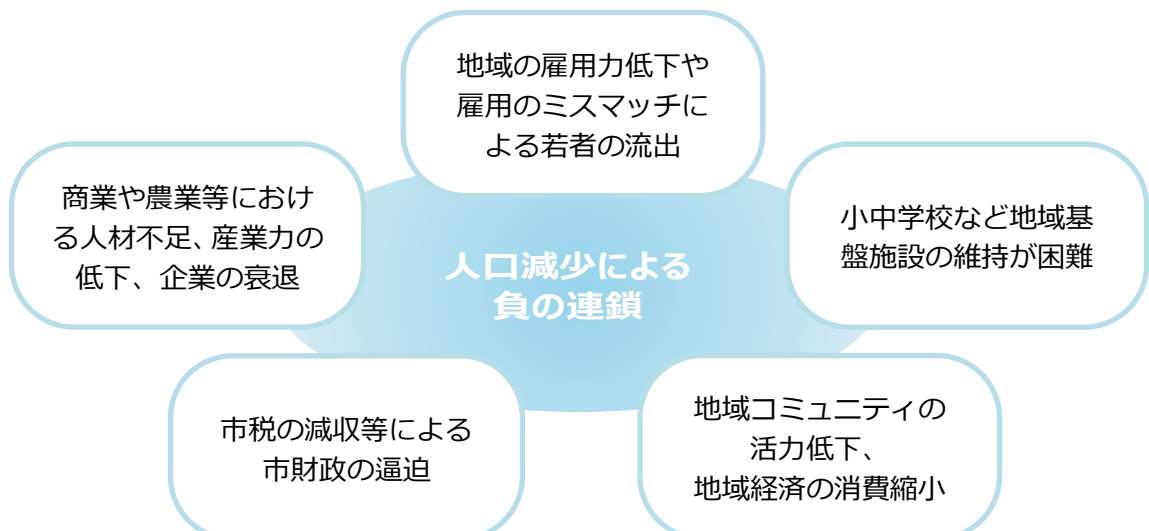 地域の雇用力低下や
雇用のミスマッチに
よる若者の流出
商業や農業等におけ
る人材不足、産業力の
低下、企業の衰退
小中学校など地域基
盤施設の維持が困難
人口減少による
負の連鎖
市税の減収等による
市財政の逼迫
地域コミュニティの
活力低下、
地域経済の消費縮小